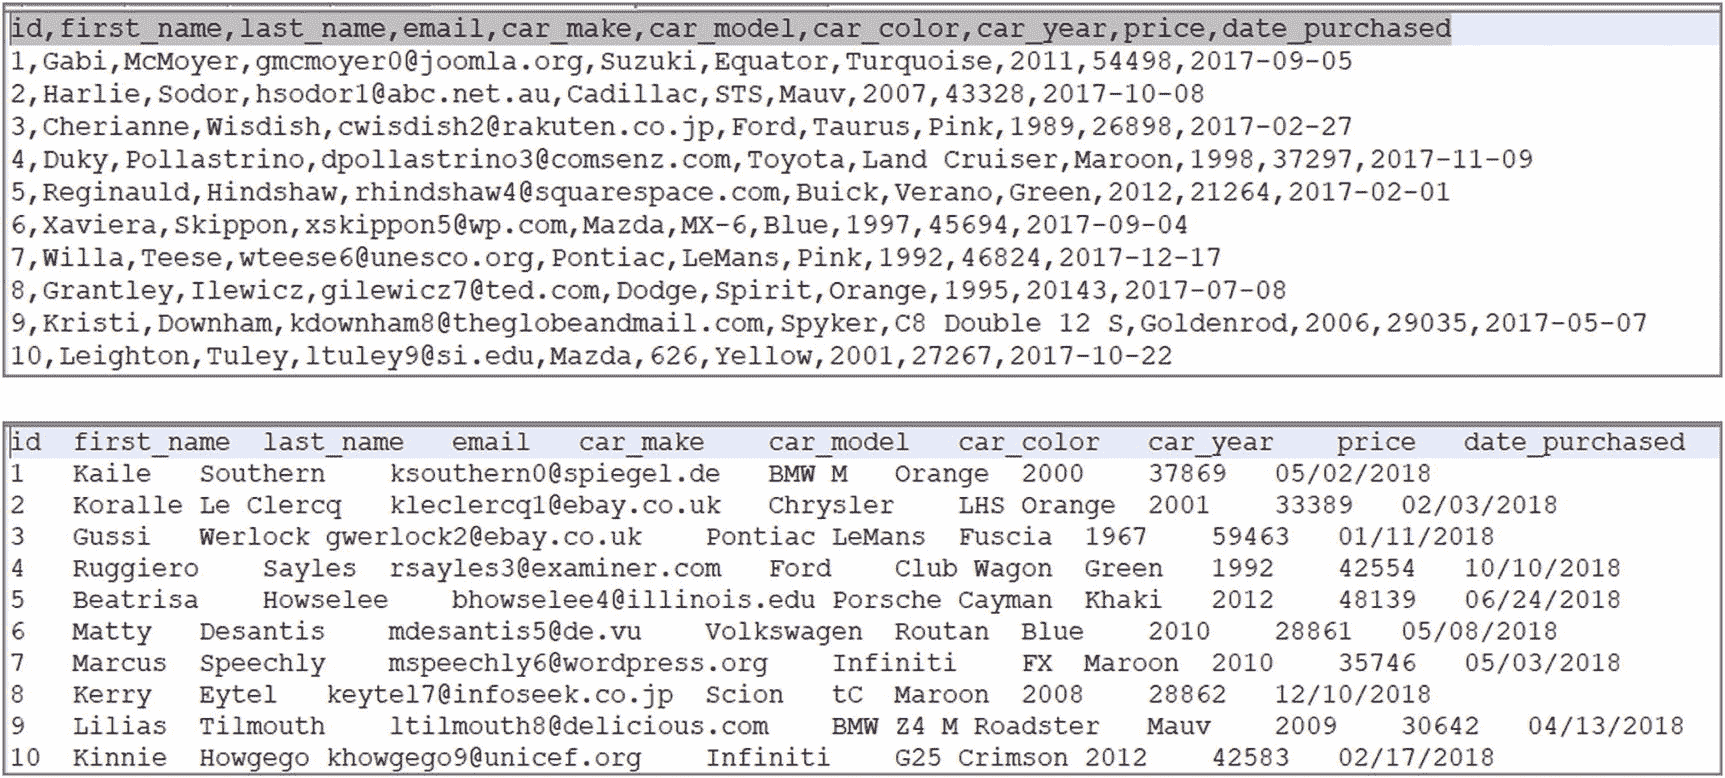 id,first_name,last_name,email,car_make,car_model,car_color,car_year,price,date_purchased
1,Gabi,McMoyer,gmcmoyer0@joomla.org,Suzuki,Equator,Turquoise,2011,54498,2017-09-05
2,Harlie,Sodor,hsodor1@abc.net.au,Cadillac,STS,Mauv,2007,43328,2017-10-08
3,Cherianne,Wisdish,cwisdish2@rakuten.co.jp,Ford,Taurus,Pink,1989,26898,2017-02-27
4,Duky,Pollastrino,dpollastrino3@comsenz.com,Toyota,Land Cruiser,Maroon,1998,37297,2017-11-09
5,Reginauld,Hindshaw,rhindshaw4@squarespace.com,Buick,Verano,Green,2012,21264,2017-02-01
6,Xaviera,Skippon,xskippon5@wp.com,Mazda,MX-6,Blue,1997,45694,2017-09-04
7,Willa,Teese,wteese6@unesco.org,Pontiac,LeMans,Pink,1992,46824,2017-12-17
8,Grantley,Ilewicz,gilewicz7@ted.com,Dodge,Spirit,Orange,1995,20143,2017-07-08
9,Kristi,Downham,kdownham8@theglobeandmail.com,Spyker,C8 Double 12 S,Goldenrod,2006,29035,2017-05-07
10,Leighton,Tuley,ltuley9@si.edu,Mazda,626,Yellow,2001,27267,2017-10-22
id first_name last_name email car_make car_model car_color car_year price date_purchased
1 Kaile Southern ksouthern0@spiegel.de BMW M Orange 2000 37869 05/02/2018
2 Koralle Le Clercq kleclercq1@ebay.co.uk Chrysler LHS Orange 2001 33389 02/03/2018
3 Gussi Werlock gwerlock2@ebay.co.uk Pontiac LeMans Fuscia 1967 59463 01/11/2018
4 Ruggiero Sayles rsayles3@examiner.com Ford Club Wagon Green 1992 42554 10/10/2018
5 Beatrisa Howselee bhowselee4@illinois.edu Porsche Cayman Khaki 2012 48139 06/24/2018
6 Matty Desantis mdesantis5@de.vu Volkswagen Routan Blue 2010 28861 05/08/2018
7 Marcus Speechly mspeechly6@wordpress.org Infiniti FX Maroon 2010 35746 05/03/2018
8 Kerry Eytel keytel7@infoseek.co.jp Scion tC Maroon 2008 28862 12/10/2018
9 Lilias Tilmouth ltilmouth8@delicious.com BMW Z4 M Roadster Mauv 2009 30642 04/13/2018
10 Kinnie Howgego khowgego9@unicef.org Infiniti G25 Crimson 2012 42583 02/17/2018